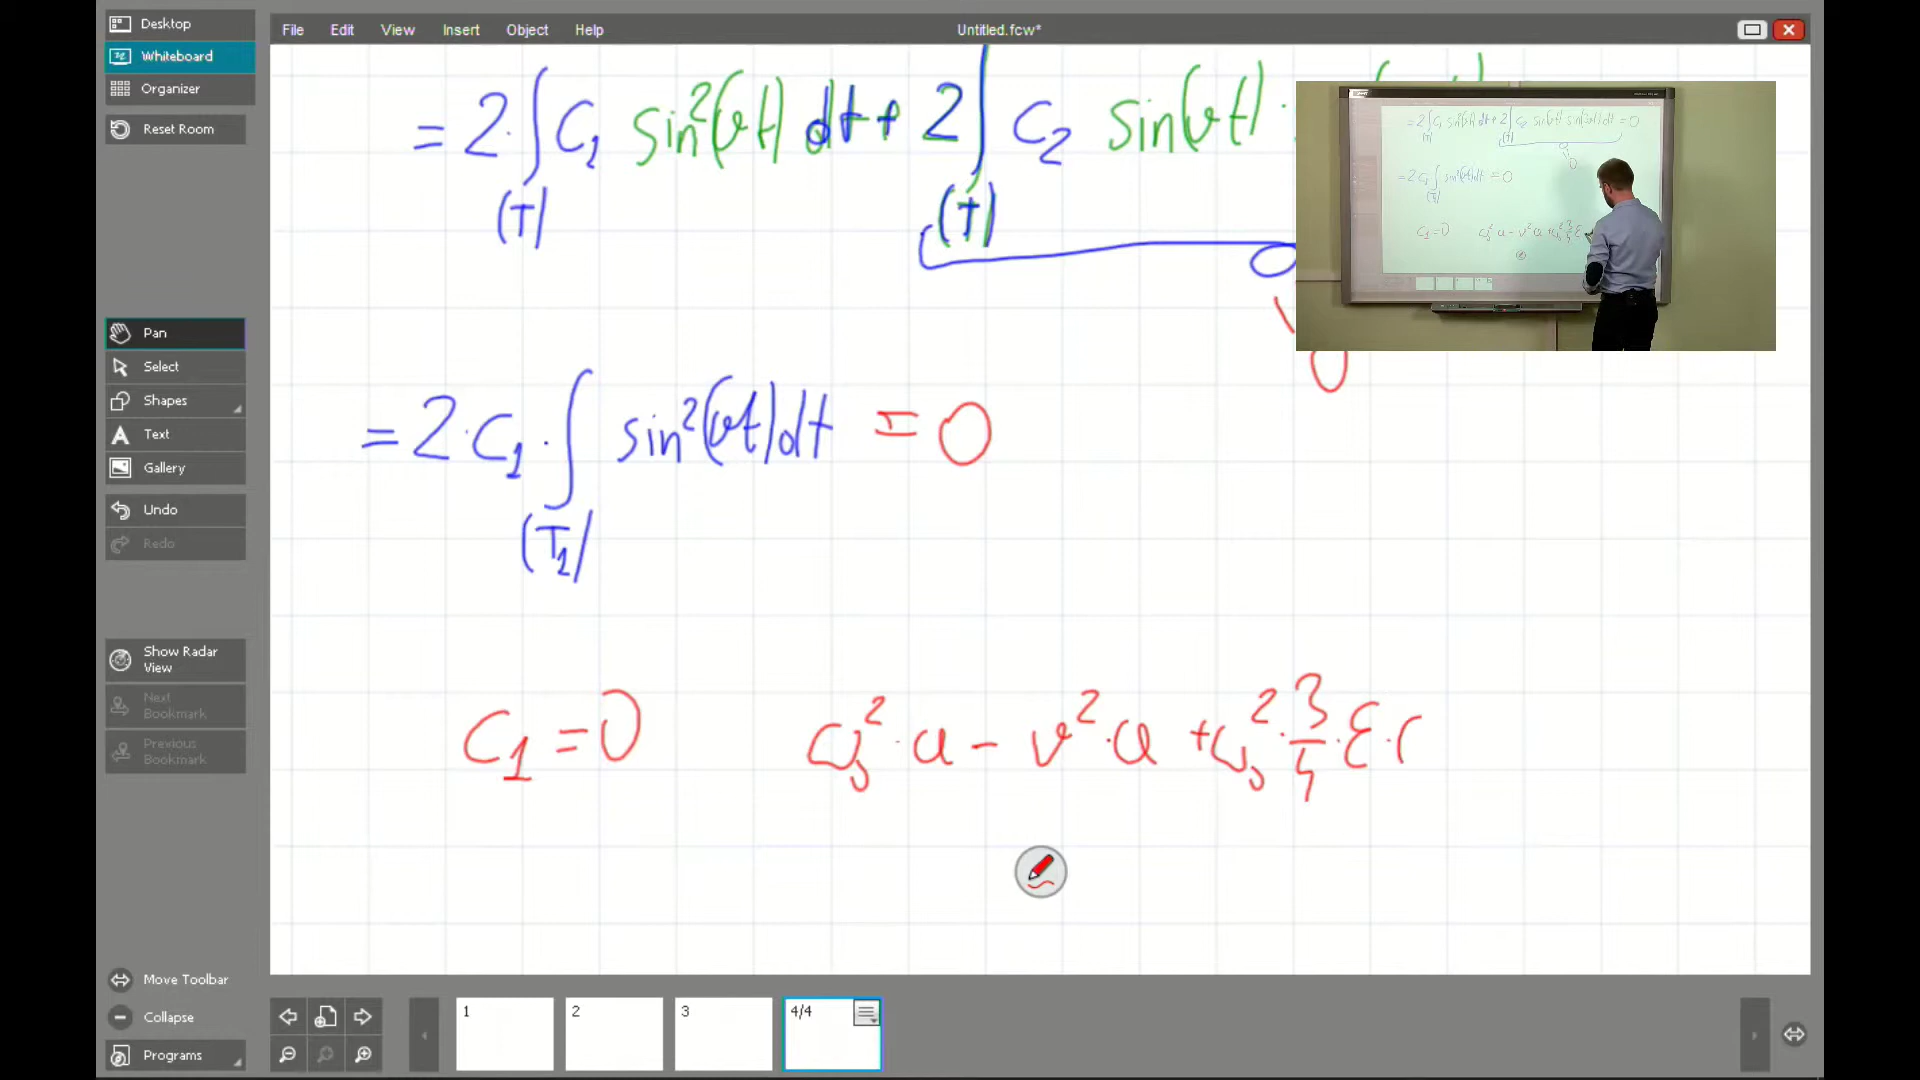 Desktop
Whiteboard
Organizer
Reset Room
File Edit View Insert Object Help
Untitled.fcw*
= 2·∫ C₁ sin²(νt) dt + 2 ∫ C₂ sin(νt) ·
(T) (T)
0
= 2·C₁·∫ sin²(νt)dt = 0
(T₁)
C₁ = 0 ω₀²·a − ν²·a + ω₀²·3/4·ε·(
Pan
Select
Shapes
Text
Gallery
Undo
Redo
Show Radar
View
Next
Bookmark
Previous
Bookmark
Move Toolbar
Collapse
Programs
1 2 3 4/4